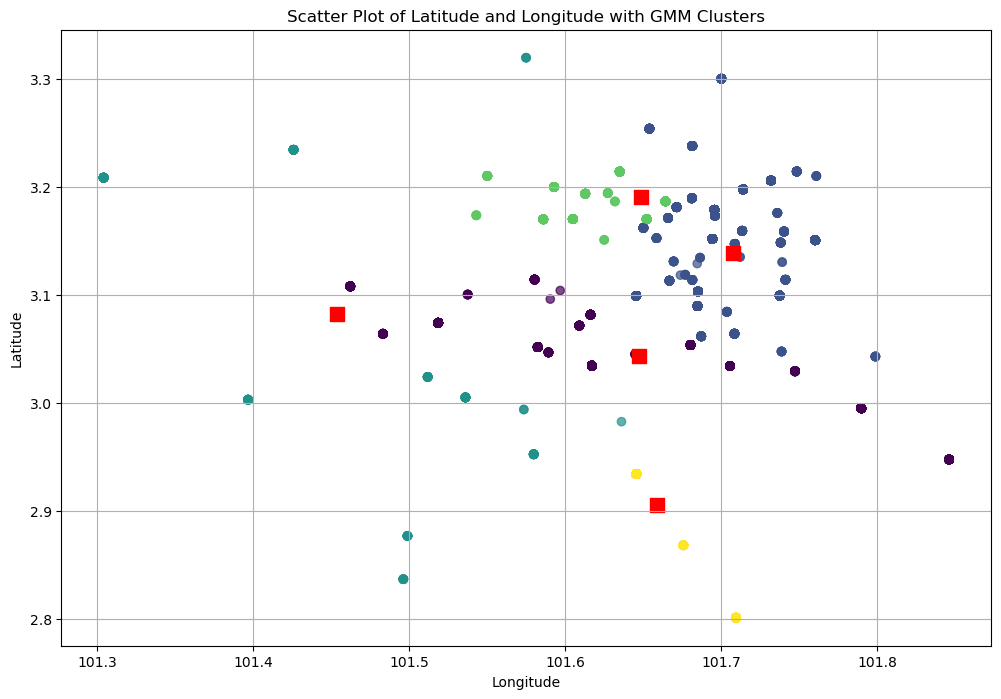 Scatter Plot of Latitude and Longitude with GMM Clusters
3.3
3.2
3.1
3.0
2.9
2.8
Latitude
101.3 101.4 101.5 101.6 101.7 101.8
Longitude